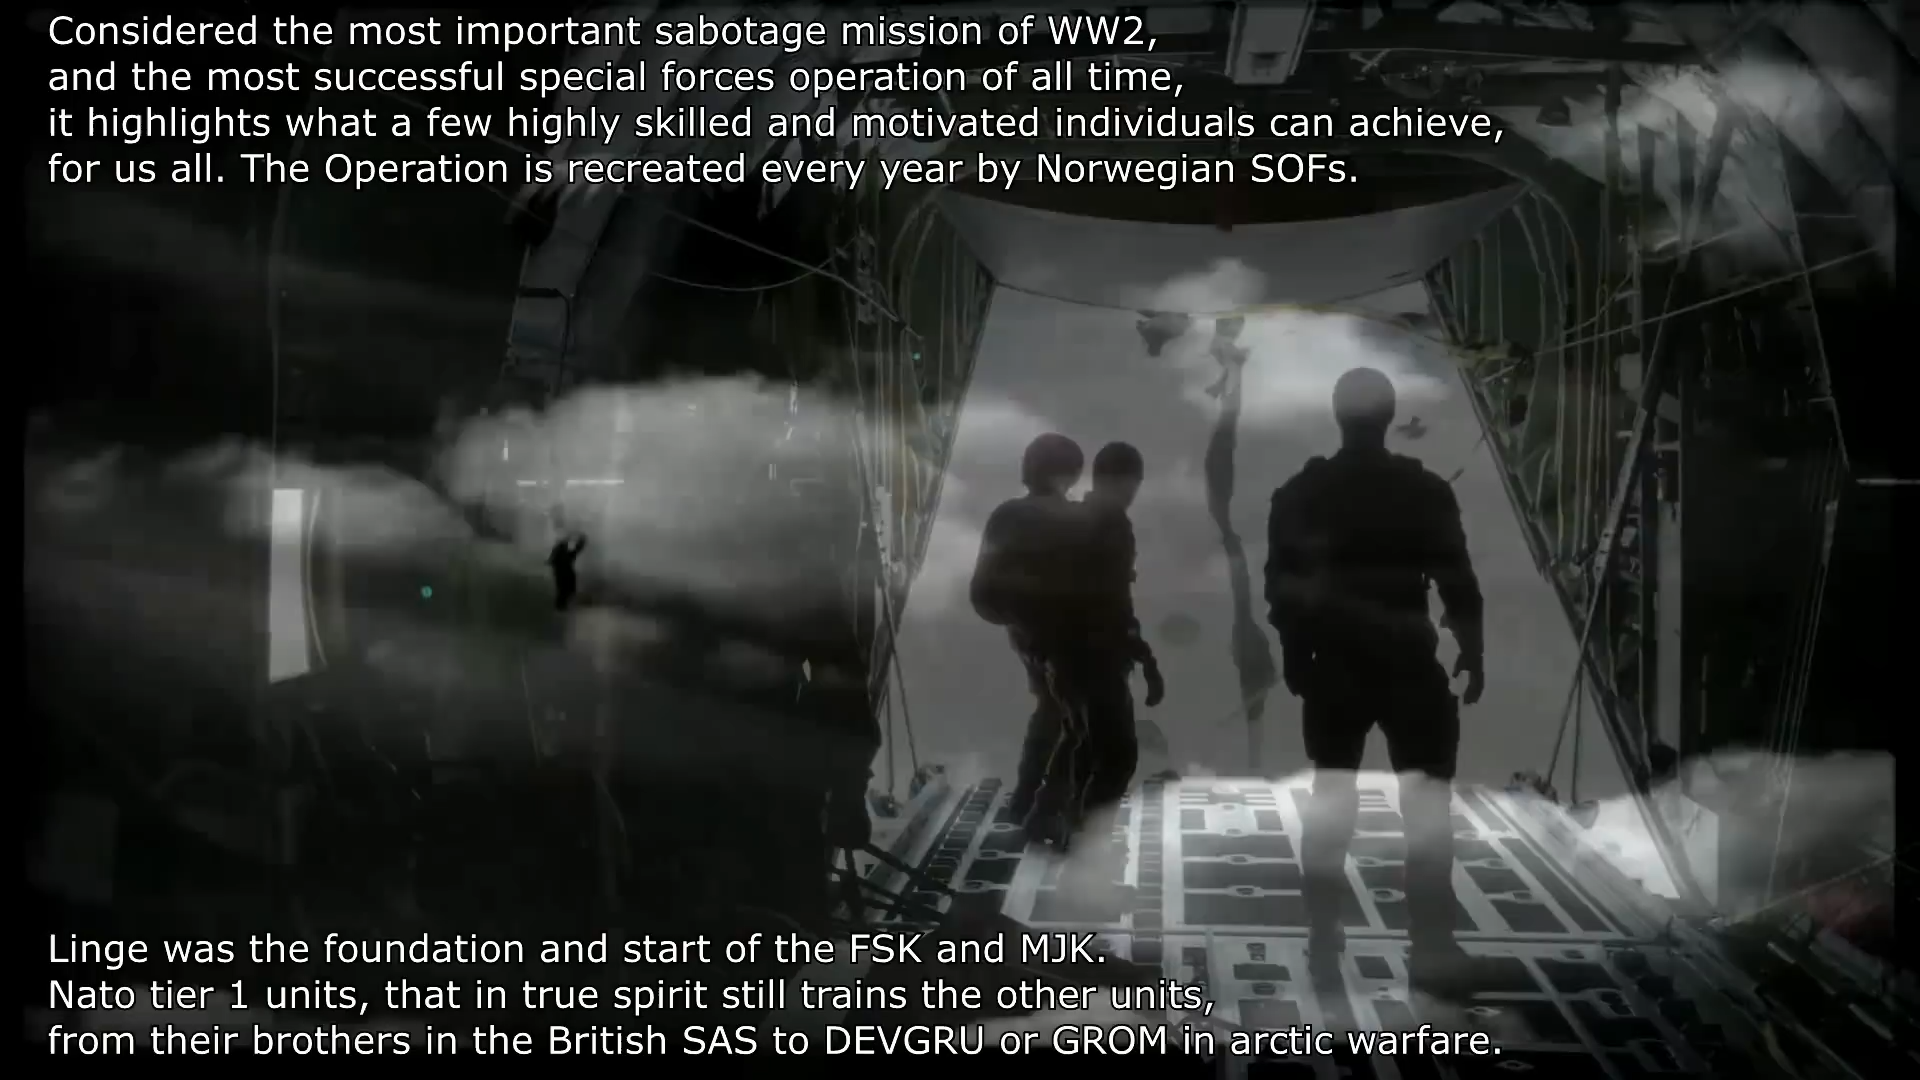 Considered the most important sabotage mission of WW2,
and the most successful special forces operation of all time,
it highlights what a few highly skilled and motivated individuals can achieve,
for us all. The Operation is recreated every year by Norwegian SOFs.
Linge was the foundation and start of the FSK and MJK.
Nato tier 1 units, that in true spirit still trains the other units,
from their brothers in the British SAS to DEVGRU or GROM in arctic warfare.